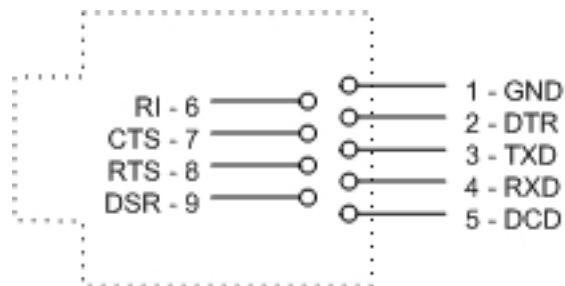 RI - 6
CTS - 7
RTS - 8
DSR - 9
1 - GND
2 - DTR
3 - TXD
4 - RXD
5 - DCD